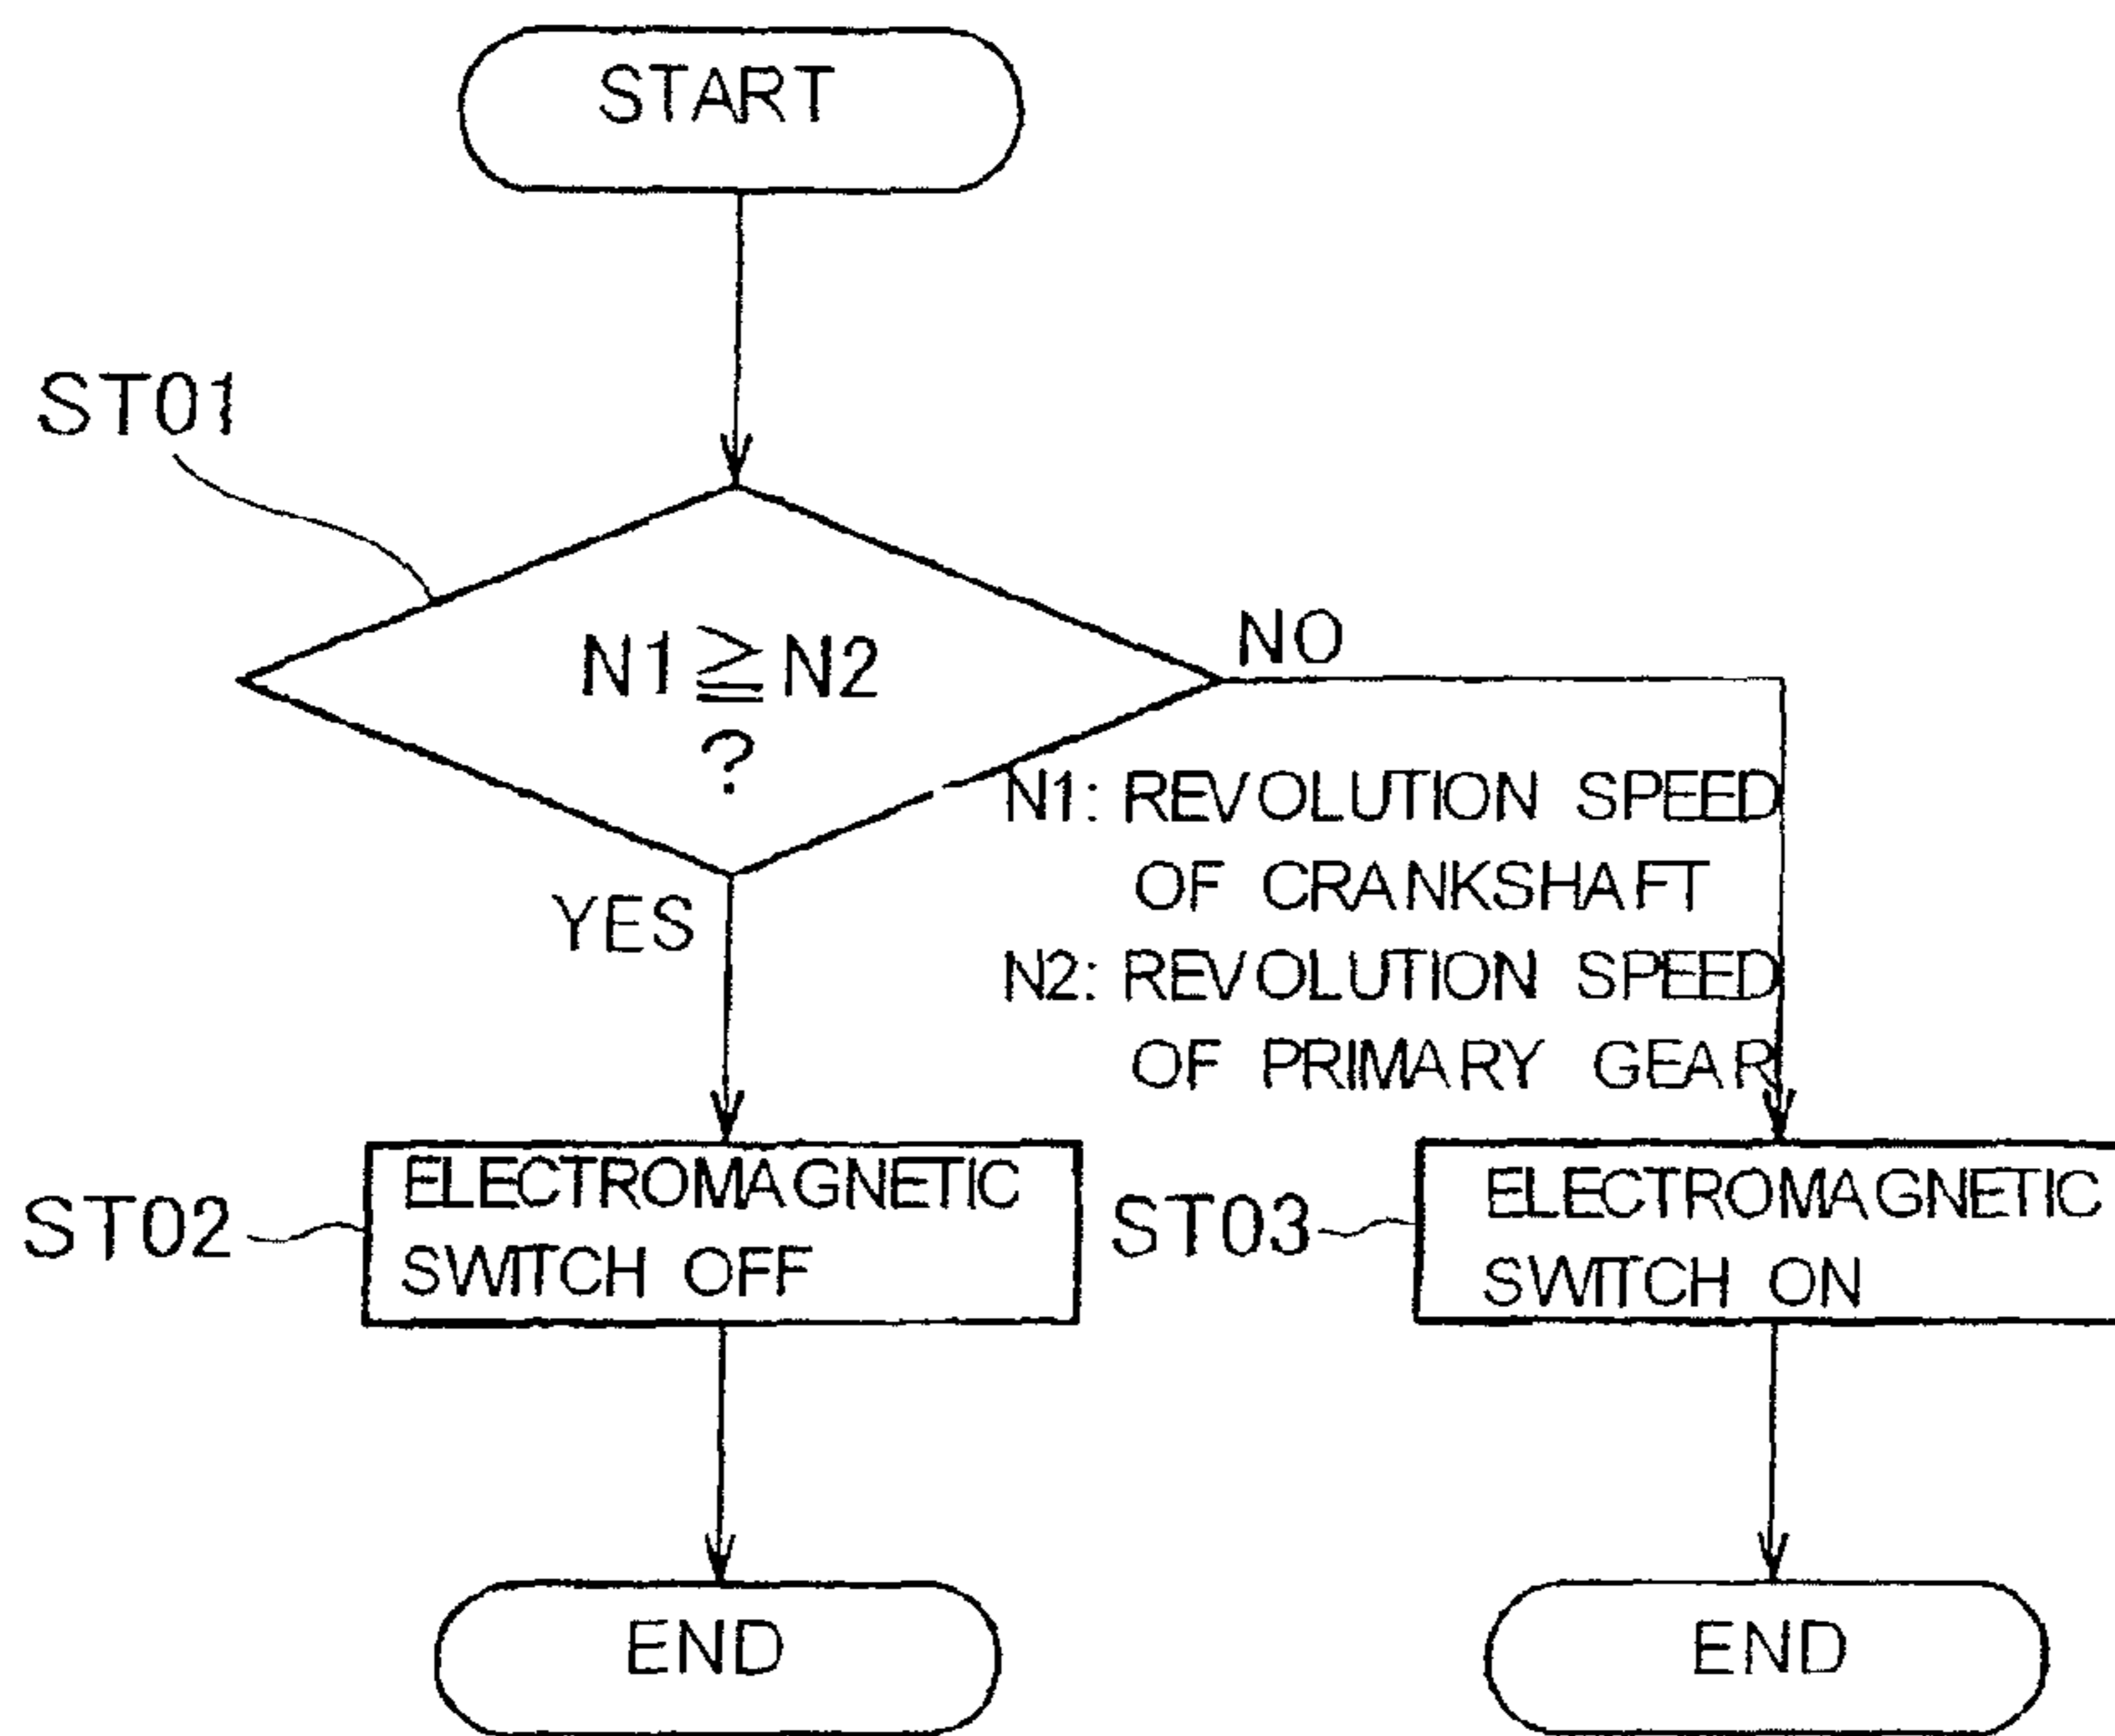 START
ST01
N1≧N2
?
NO
YES
N1: REVOLUTION SPEED
OF CRANKSHAFT
N2: REVOLUTION SPEED
OF PRIMARY GEAR
ST02
ELECTROMAGNETIC
SWITCH OFF
ST03
ELECTROMAGNETIC
SWITCH ON
END
END